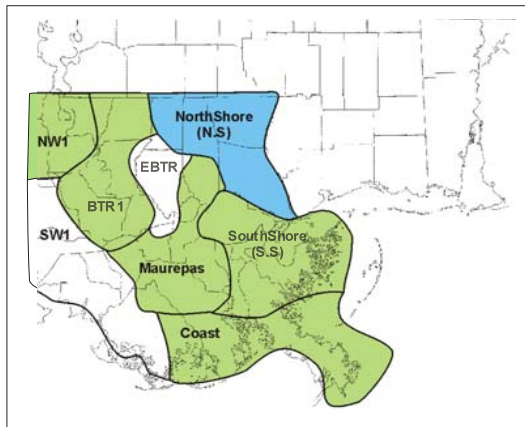 NorthShore
(N.S)
NW1
EBTR
BTR1
SW1
SouthShore
(S.S)
Maurepas
Coast